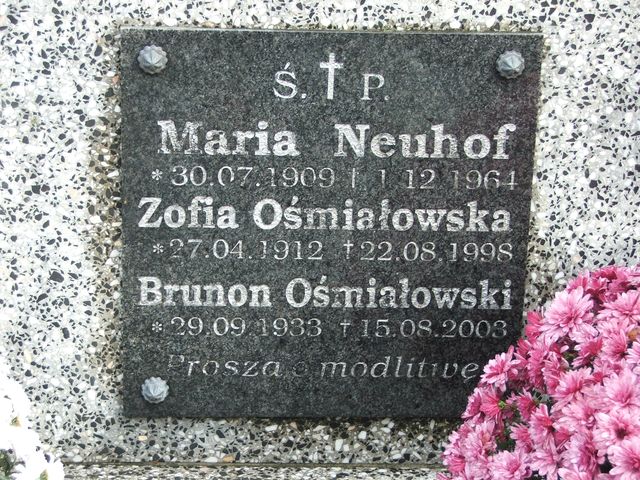 Ś. † P.
Maria Neuhof
* 30.07.1909 † 1.12.1964
Zofia Ośmiałowska
* 27.04.1912 † 22.08.1998
Brunon Ośmiałowski
* 29.09.1933 † 15.08.2003
Proszą o modlitwę